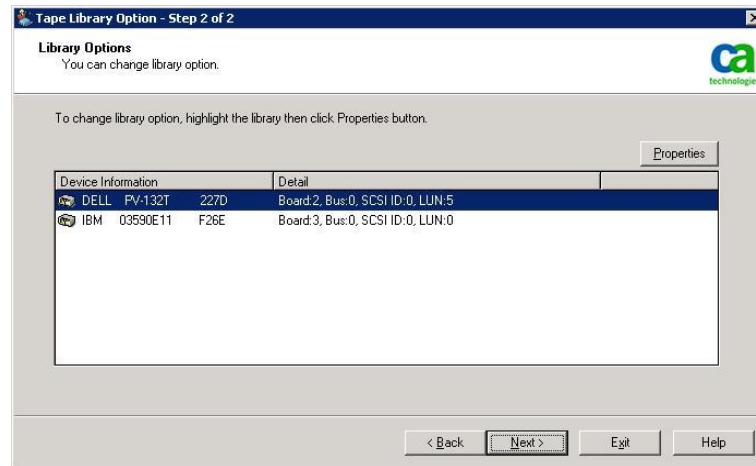 Tape Library Option - Step 2 of 2
Library Options
You can change library option.
ca
technologies
To change library option, highlight the library then click Properties button.
Properties
Device Information Detail
DELL PV-132T 227D Board:2, Bus:0, SCSI ID:0, LUN:5
IBM 03590E11 F26E Board:3, Bus:0, SCSI ID:0, LUN:0
< Back Next > Exit Help